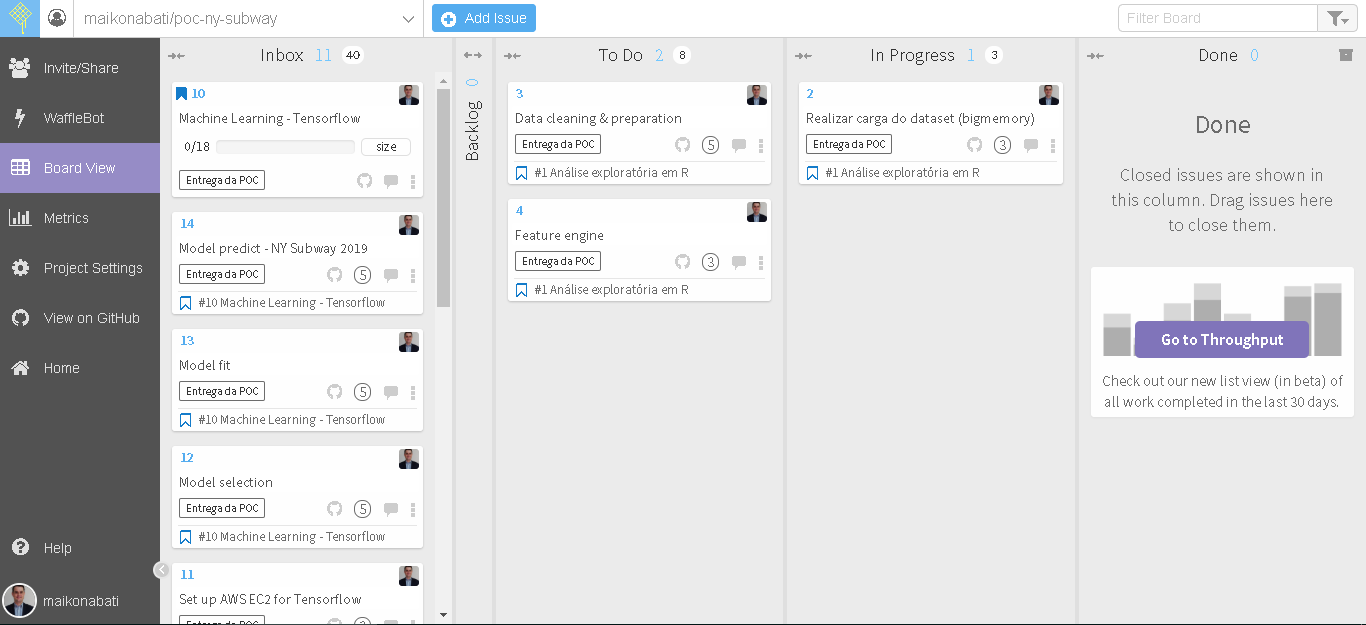 maikonabati/poc-ny-subway
Add Issue
Filter Board
Invite/Share
WaffleBot
Board View
Metrics
Project Settings
View on GitHub
Home
Help
maikonabati
Inbox 11 40
10
Machine Learning - Tensorflow
0/18 size
Entrega da POC
14
Model predict - NY Subway 2019
Entrega da POC 5
#10 Machine Learning - Tensorflow
13
Model fit
Entrega da POC 5
#10 Machine Learning - Tensorflow
12
Model selection
Entrega da POC 5
#10 Machine Learning - Tensorflow
11
Set up AWS EC2 for Tensorflow
Entrega da POC
0
Backlog
To Do 2 8
3
Data cleaning & preparation
Entrega da POC 5
#1 Análise exploratória em R
4
Feature engine
Entrega da POC 3
#1 Análise exploratória em R
In Progress 1 3
2
Realizar carga do dataset (bigmemory)
Entrega da POC 3
#1 Análise exploratória em R
Done 0
Done
Closed issues are shown in
this column. Drag issues here
to close them.
Go to Throughput
Check out our new list view (in beta) of
all work completed in the last 30 days.